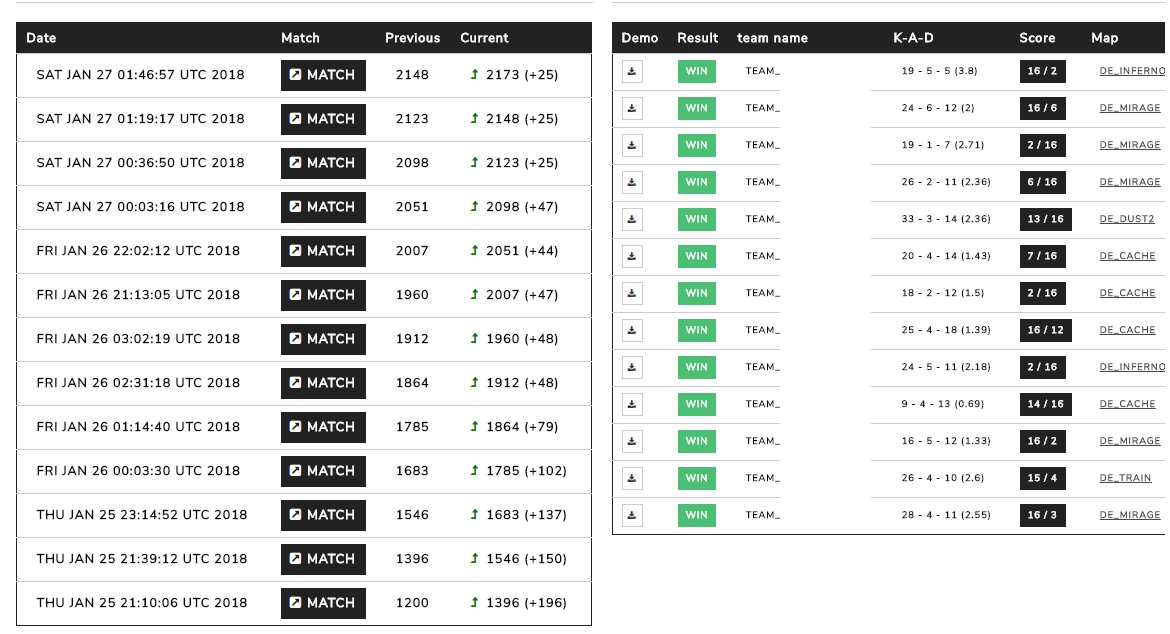 Date Match Previous Current
SAT JAN 27 01:46:57 UTC 2018 MATCH 2148 2173 (+25)
SAT JAN 27 01:19:17 UTC 2018 MATCH 2123 2148 (+25)
SAT JAN 27 00:36:50 UTC 2018 MATCH 2098 2123 (+25)
SAT JAN 27 00:03:16 UTC 2018 MATCH 2051 2098 (+47)
FRI JAN 26 22:02:12 UTC 2018 MATCH 2007 2051 (+44)
FRI JAN 26 21:13:05 UTC 2018 MATCH 1960 2007 (+47)
FRI JAN 26 03:02:19 UTC 2018 MATCH 1912 1960 (+48)
FRI JAN 26 02:31:18 UTC 2018 MATCH 1864 1912 (+48)
FRI JAN 26 01:14:40 UTC 2018 MATCH 1785 1864 (+79)
FRI JAN 26 00:03:30 UTC 2018 MATCH 1683 1785 (+102)
THU JAN 25 23:14:52 UTC 2018 MATCH 1546 1683 (+137)
THU JAN 25 21:39:12 UTC 2018 MATCH 1396 1546 (+150)
THU JAN 25 21:10:06 UTC 2018 MATCH 1200 1396 (+196)
Demo Result team name K-A-D Score Map
WIN TEAM_ 19 - 5 - 5 (3.8) 16 / 2 DE_INFERNO
WIN TEAM_ 24 - 6 - 12 (2) 16 / 6 DE_MIRAGE
WIN TEAM_ 19 - 1 - 7 (2.71) 2 / 16 DE_MIRAGE
WIN TEAM_ 26 - 2 - 11 (2.36) 6 / 16 DE_MIRAGE
WIN TEAM_ 33 - 3 - 14 (2.36) 13 / 16 DE_DUST2
WIN TEAM_ 20 - 4 - 14 (1.43) 7 / 16 DE_CACHE
WIN TEAM_ 18 - 2 - 12 (1.5) 2 / 16 DE_CACHE
WIN TEAM_ 25 - 4 - 18 (1.39) 16 / 12 DE_CACHE
WIN TEAM_ 24 - 5 - 11 (2.18) 2 / 16 DE_INFERNO
WIN TEAM_ 9 - 4 - 13 (0.69) 14 / 16 DE_CACHE
WIN TEAM_ 16 - 5 - 12 (1.33) 16 / 2 DE_MIRAGE
WIN TEAM_ 26 - 4 - 10 (2.6) 15 / 4 DE_TRAIN
WIN TEAM_ 28 - 4 - 11 (2.55) 16 / 3 DE_MIRAGE